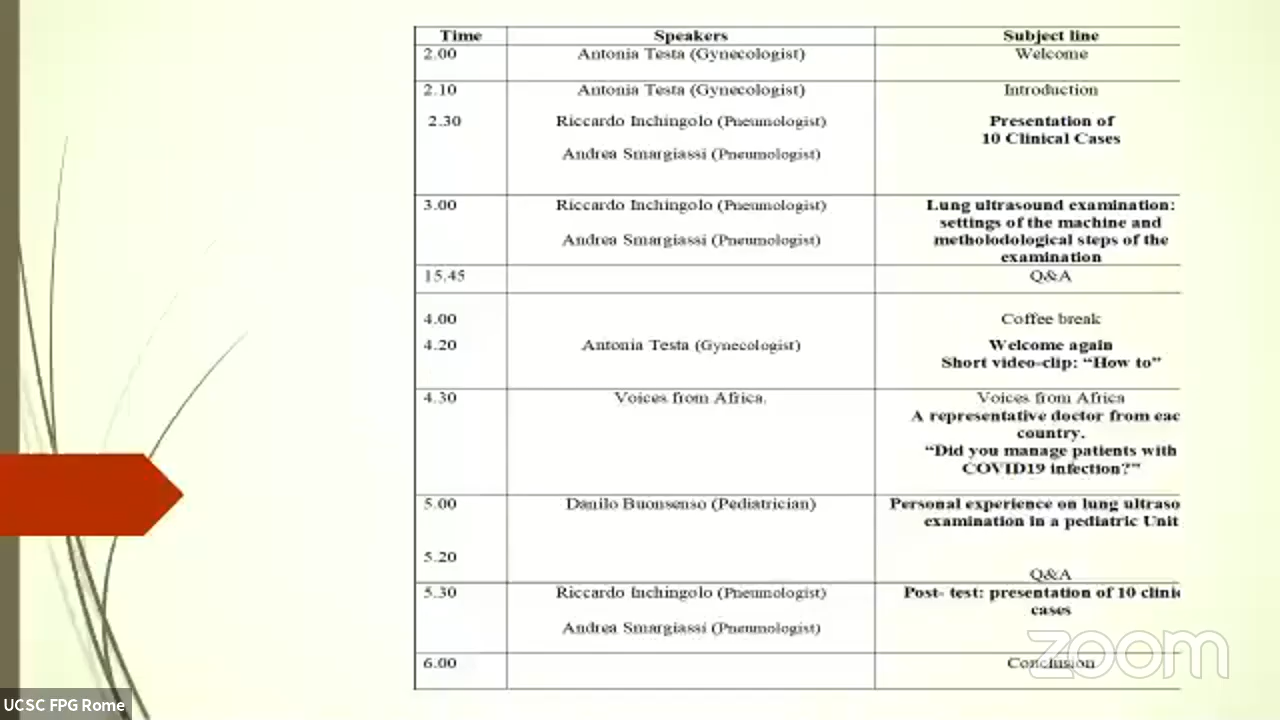 Time Speakers Subject line
2.00 Antonia Testa (Gynecologist) Welcome
2.10 Antonia Testa (Gynecologist) Introduction
2.30 Riccardo Inchingolo (Pneumologist) Presentation of
10 Clinical Cases
Andrea Smargiassi (Pneumologist)
3.00 Riccardo Inchingolo (Pneumologist) Lung ultrasound examination:
settings of the machine and
Andrea Smargiassi (Pneumologist) metholodological steps of the
examination
15.45 Q&A
4.00 Coffee break
4.20 Antonia Testa (Gynecologist) Welcome again
Short video-clip: “How to”
4.30 Voices from Africa. Voices from Africa
A representative doctor from eac
country.
“Did you manage patients with
COVID19 infection?”
5.00 Danilo Buonsenso (Pediatrician) Personal experience on lung ultraso
examination in a pediatric Unit
5.20
Q&A
5.30 Riccardo Inchingolo (Pneumologist) Post- test: presentation of 10 clinic
cases
Andrea Smargiassi (Pneumologist)
6.00 Conclusion
zoom
UCSC FPG Rome